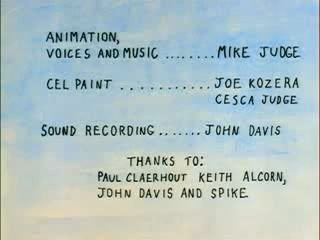 ANIMATION,
VOICES AND MUSIC ........ MIKE JUDGE
CEL PAINT ........... JOE KOZERA
CESCA JUDGE
SOUND RECORDING ....... JOHN DAVIS
THANKS TO:
PAUL CLAERHOUT KEITH ALCORN,
JOHN DAVIS AND SPIKE